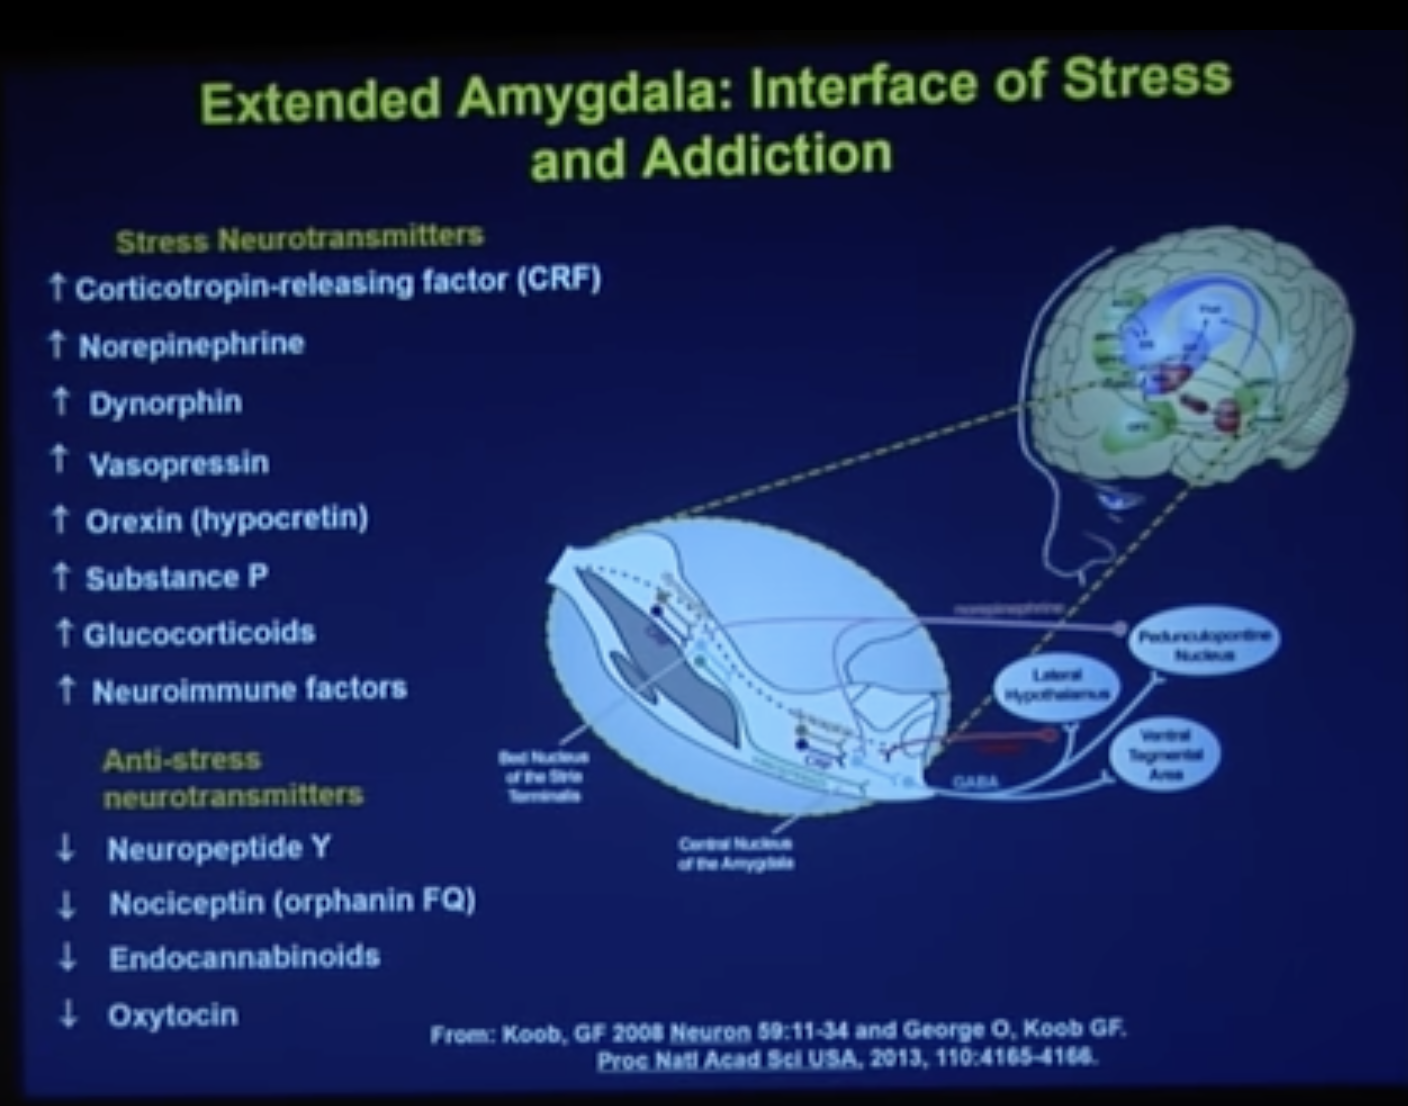 Extended Amygdala: Interface of Stress
and Addiction
Stress Neurotransmitters
↑ Corticotropin-releasing factor (CRF)
↑ Norepinephrine
↑ Dynorphin
↑ Vasopressin
↑ Orexin (hypocretin)
↑ Substance P
↑ Glucocorticoids
↑ Neuroimmune factors
Anti-stress
neurotransmitters
↓ Neuropeptide Y
↓ Nociceptin (orphanin FQ)
↓ Endocannabinoids
↓ Oxytocin
norepinephrine
Pedunculopontine
Nucleus
Lateral
Hypothalamus
Ventral
Tegmental
Area
GABA
Bed Nucleus
of the Stria
Terminalis
Central Nucleus
of the Amygdala
From: Koob, GF 2008 Neuron 59:11-34 and George O, Koob GF.
Proc Natl Acad Sci USA, 2013, 110:4165-4166.